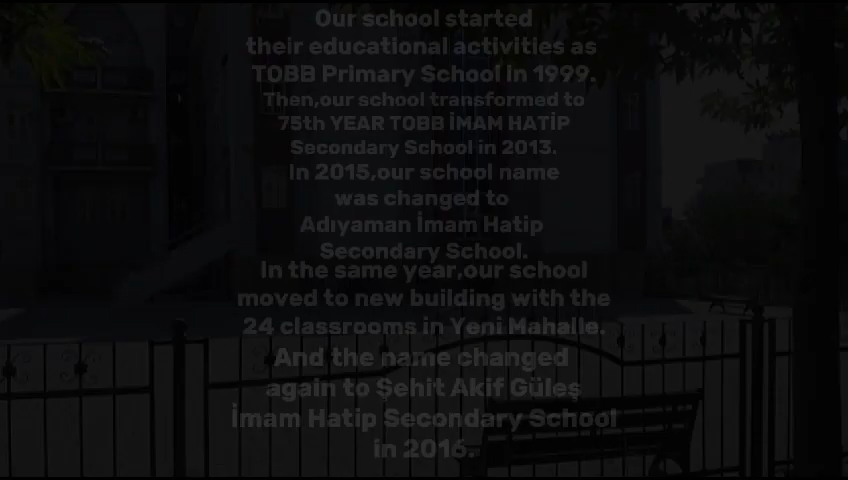 Our school started
their educational activities as
TOBB Primary School in 1999.
Then,our school transformed to
75th YEAR TOBB İMAM HATİP
Secondary School in 2013.
In 2015,our school name
was changed to
Adıyaman İmam Hatip
Secondary School.
In the same year,our school
moved to new building with the
24 classrooms in Yeni Mahalle.
And the name changed
again to Şehit Akif Güleş
İmam Hatip Secondary School
in 2016.